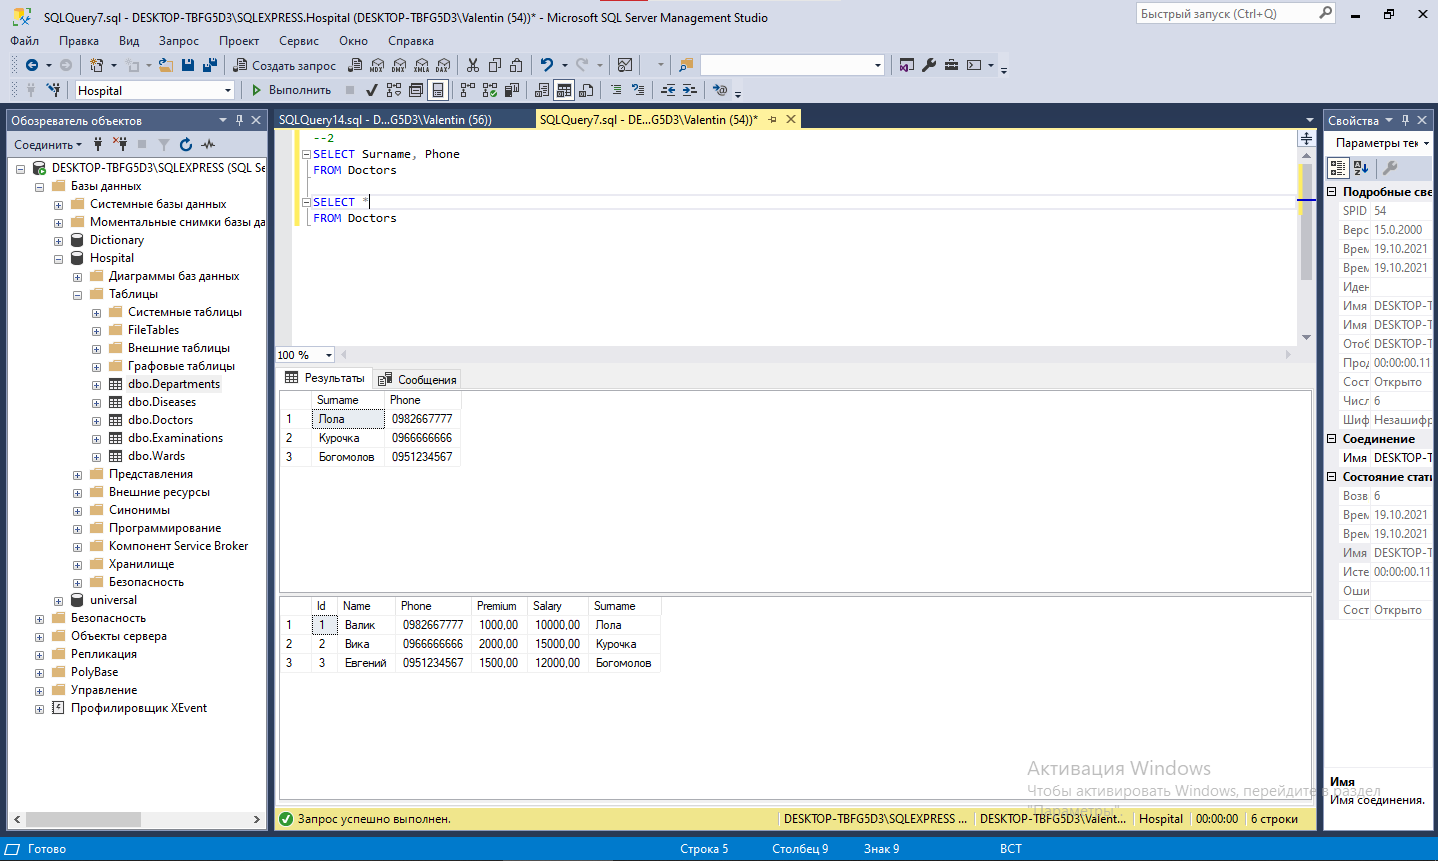 SQLQuery7.sql - DESKTOP-TBFG5D3\SQLEXPRESS.Hospital (DESKTOP-TBFG5D3\Valentin (54))* - Microsoft SQL Server Management Studio
Быстрый запуск (Ctrl+Q)
Файл Правка Вид Запрос Проект Сервис Окно Справка
Создать запрос MDX DMX XMLA DAX
Hospital Выполнить
Обозреватель объектов
Соединить
DESKTOP-TBFG5D3\SQLEXPRESS (SQL Se
Базы данных
Системные базы данных
Моментальные снимки базы да
Dictionary
Hospital
Диаграммы баз данных
Таблицы
Системные таблицы
FileTables
Внешние таблицы
Графовые таблицы
dbo.Departments
dbo.Diseases
dbo.Doctors
dbo.Examinations
dbo.Wards
Представления
Внешние ресурсы
Синонимы
Программирование
Компонент Service Broker
Хранилище
Безопасность
universal
Безопасность
Объекты сервера
Репликация
PolyBase
Управление
Профилировщик XEvent
SQLQuery14.sql - D...G5D3\Valentin (56)) SQLQuery7.sql - DE...G5D3\Valentin (54))*
--2
SELECT Surname, Phone
FROM Doctors
SELECT *
FROM Doctors
100 %
Результаты Сообщения
Surname Phone
1 Лола 0982667777
2 Курочка 0966666666
3 Богомолов 0951234567
Id Name Phone Premium Salary Surname
1 1 Валик 0982667777 1000,00 10000,00 Лола
2 2 Вика 0966666666 2000,00 15000,00 Курочка
3 3 Евгений 0951234567 1500,00 12000,00 Богомолов
Запрос успешно выполнен. DESKTOP-TBFG5D3\SQLEXPRESS ... DESKTOP-TBFG5D3\Valent... Hospital 00:00:00 6 строки
Свойства
Параметры тек
Подробные све
SPID 54
Верс 15.0.2000
Врем 19.10.2021
Врем 19.10.2021
Иден
Имя DESKTOP-T
Имя DESKTOP-T
Отоб DESKTOP-T
Прод 00:00:00.11
Сост Открыто
Числ 6
Шиф Незашифр
Соединение
Имя DESKTOP-T
Состояние стати
Возв 6
Врем 19.10.2021
Врем 19.10.2021
Имя DESKTOP-T
Исте 00:00:00.11
Оши
Сост Открыто
Имя
Имя соединения.
Активация Windows
Чтобы активировать Windows, перейдите в раздел
"Параметры".
Готово Строка 5 Столбец 9 Знак 9 ВСТ